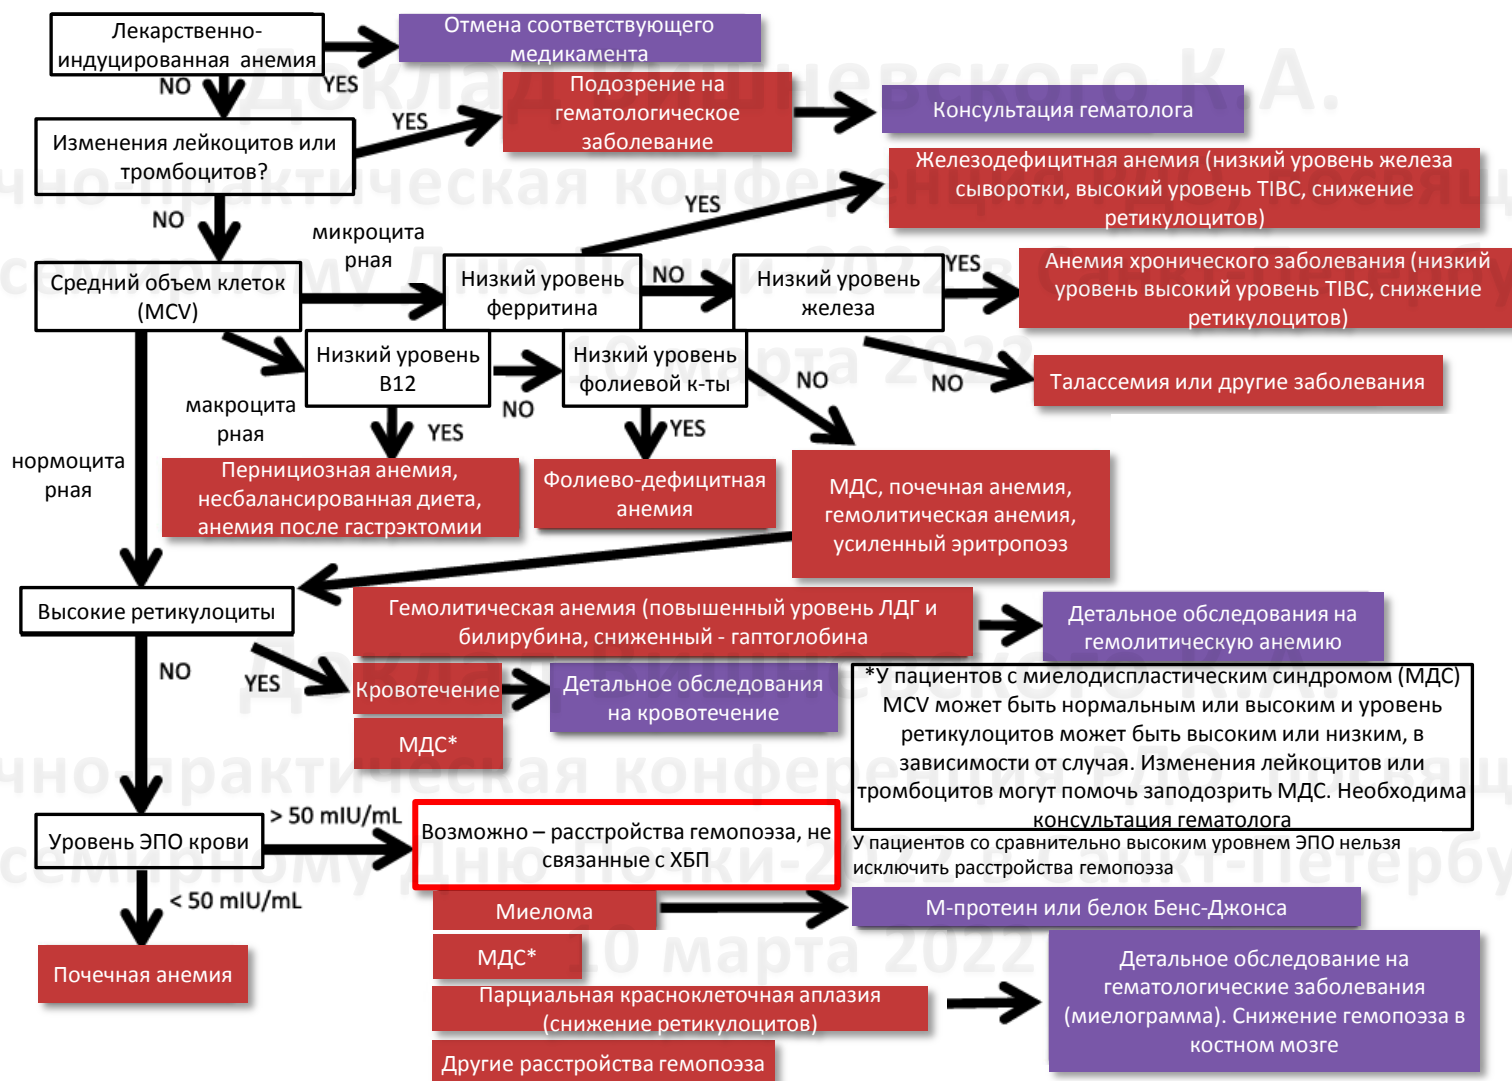 Лекарственно-
индуцированная анемия
Отмена соответствующего
медикамента
NO
YES
Изменения лейкоцитов или
тромбоцитов?
YES
Подозрение на
гематологическое
заболевание
Консультация гематолога
NO
Средний объем клеток
(MCV)
микроцита
рная
Низкий уровень
ферритина
YES
Железодефицитная анемия (низкий уровень железа
сыворотки, высокий уровень TIBC, снижение
ретикулоцитов)
NO
Низкий уровень
железа
YES
Анемия хронического заболевания (низкий
уровень высокий уровень TIBC, снижение
ретикулоцитов)
NO
Талассемия или другие заболевания
макроцита
рная
Низкий уровень
B12
NO
Низкий уровень
фолиевой к-ты
NO
YES
YES
нормоцита
рная
Пернициозная анемия,
несбалансированная диета,
анемия после гастрэктомии
Фолиево-дефицитная
анемия
МДС, почечная анемия,
гемолитическая анемия,
усиленный эритропоэз
Высокие ретикулоциты
Гемолитическая анемия (повышенный уровень ЛДГ и
билирубина, сниженный - гаптоглобина
Детальное обследования на
гемолитическую анемию
NO
YES
Кровотечение
Детальное обследования
на кровотечение
МДС*
*У пациентов с миелодиспластическим синдромом (МДС)
MCV может быть нормальным или высоким и уровень
ретикулоцитов может быть высоким или низким, в
зависимости от случая. Изменения лейкоцитов или
тромбоцитов могут помочь заподозрить МДС. Необходима
консультация гематолога
У пациентов со сравнительно высоким уровнем ЭПО нельзя
исключить расстройства гемопоэза
Уровень ЭПО крови
> 50 mIU/mL
Возможно – расстройства гемопоэза, не
связанные с ХБП
< 50 mIU/mL
Почечная анемия
Миелома
М-протеин или белок Бенс-Джонса
МДС*
Парциальная красноклеточная аплазия
(снижение ретикулоцитов)
Детальное обследование на
гематологические заболевания
(миелограмма). Снижение гемопоэза в
костном мозге
Другие расстройства гемопоэза